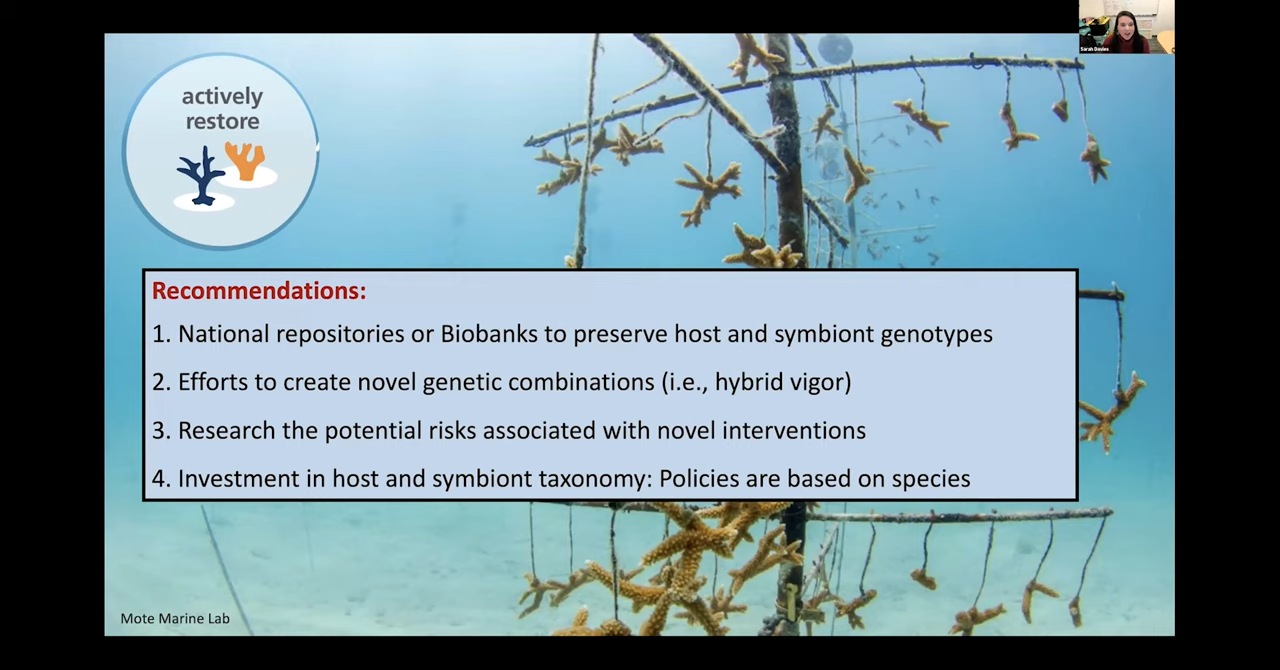 Sarah Davies
actively
restore
Recommendations:
1. National repositories or Biobanks to preserve host and symbiont genotypes
2. Efforts to create novel genetic combinations (i.e., hybrid vigor)
3. Research the potential risks associated with novel interventions
4. Investment in host and symbiont taxonomy: Policies are based on species
Mote Marine Lab